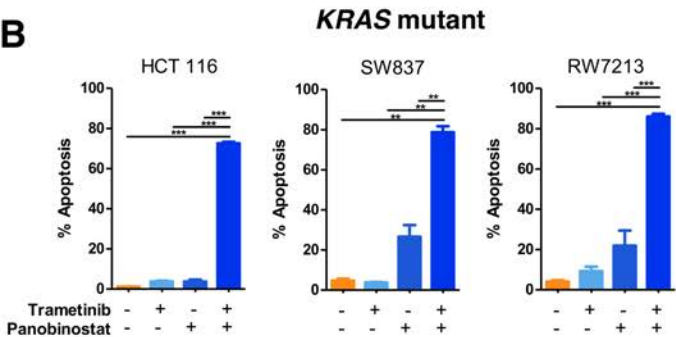 B
KRAS mutant
HCT 116
SW837
RW7213
% Apoptosis
100
80
60
40
20
0
***
***
***
% Apoptosis
100
80
60
40
20
0
**
**
**
% Apoptosis
100
80
60
40
20
0
***
***
***
Trametinib - + - + - + - + - + - +
Panobinostat - - + + - - + + - - + +